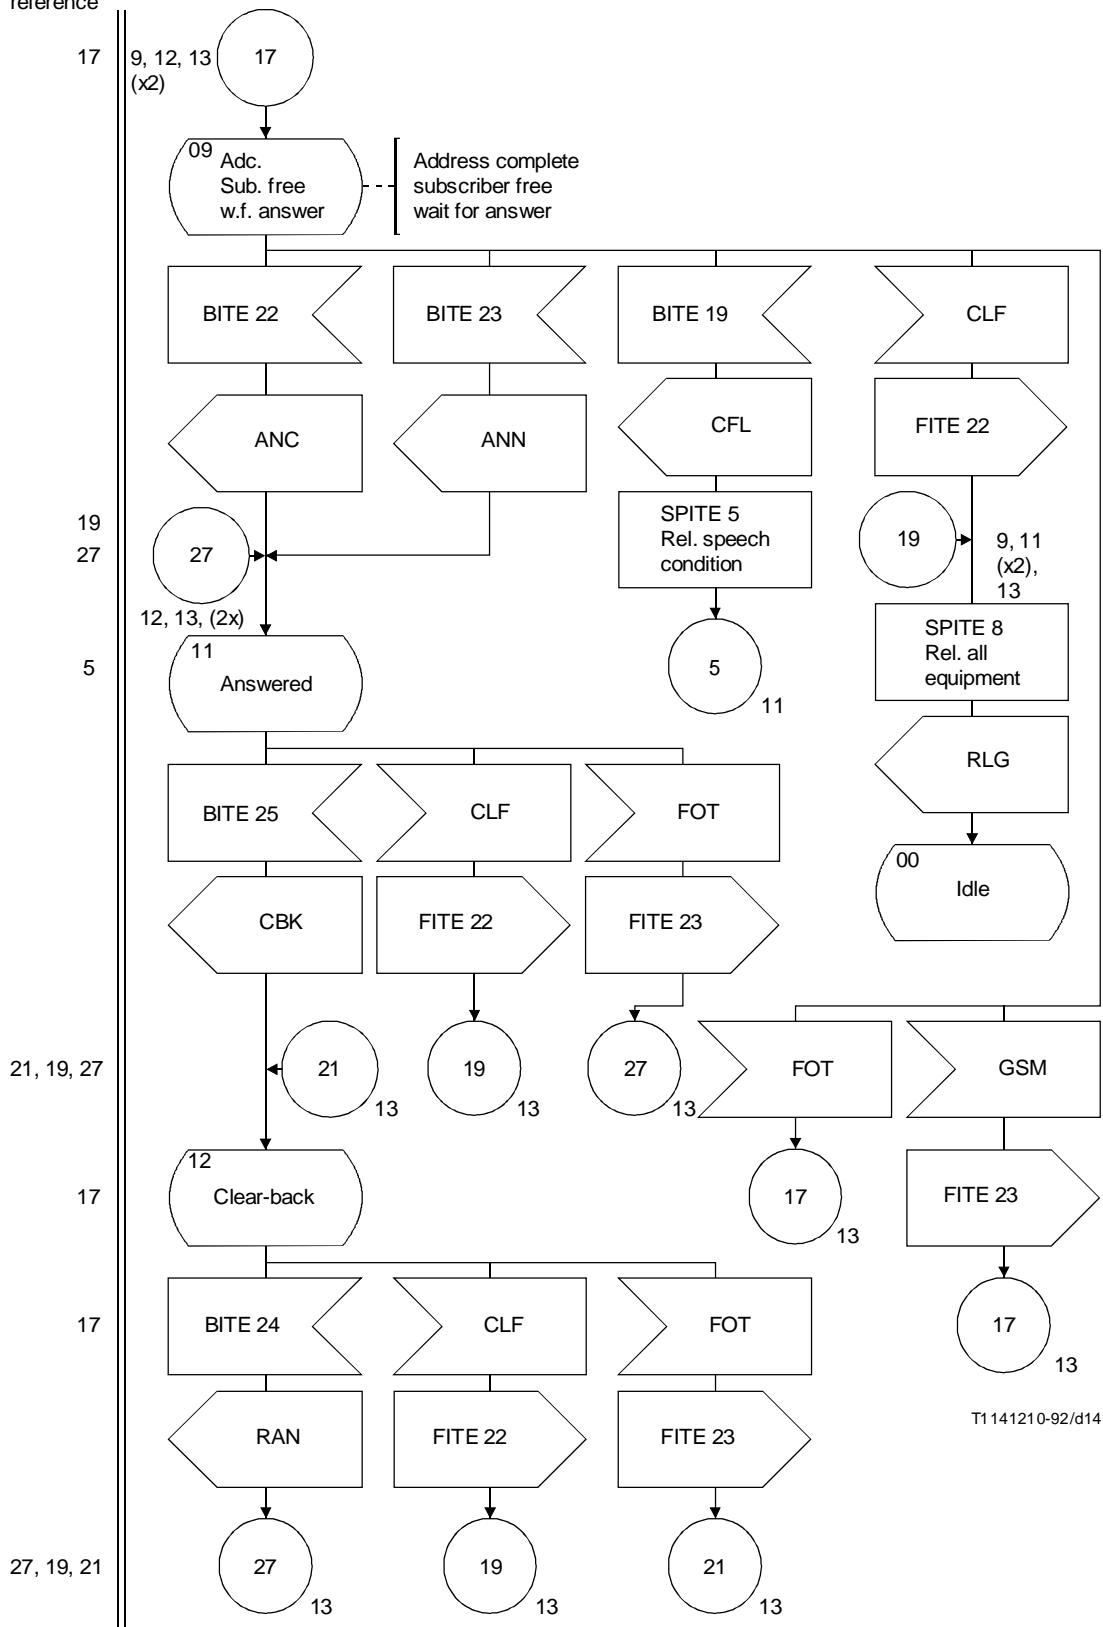 reference
17
9, 12, 13
(x2)
17
09
Adc.
Sub. free
w.f. answer
Address complete
subscriber free
wait for answer
BITE 22
BITE 23
BITE 19
CLF
ANC
ANN
CFL
FITE 22
19
27
27
12, 13, (2x)
SPITE 5
Rel. speech
condition
19
9, 11
(x2),
13
5
11
Answered
5
11
SPITE 8
Rel. all
equipment
RLG
BITE 25
CLF
FOT
00
Idle
CBK
FITE 22
FITE 23
21, 19, 27
21
13
19
13
27
13
FOT
GSM
17
12
Clear-back
17
13
FITE 23
17
BITE 24
CLF
FOT
17
13
RAN
FITE 22
FITE 23
T1141210-92/d14
27, 19, 21
27
13
19
13
21
13